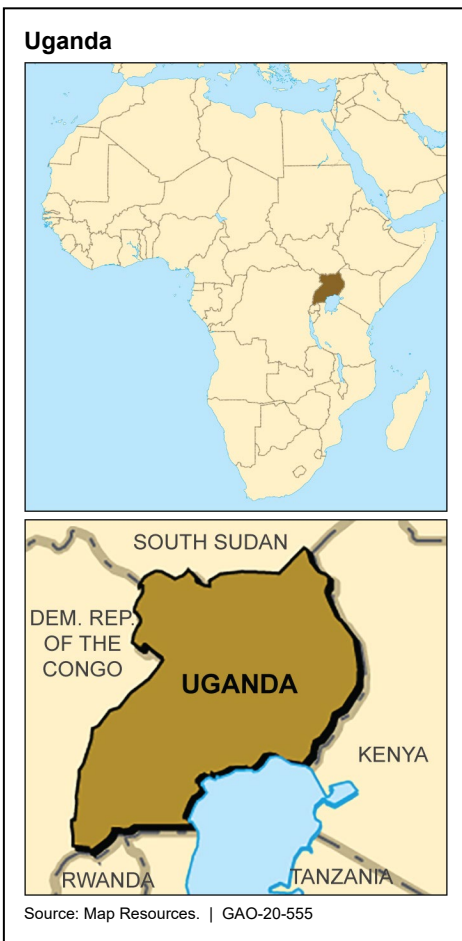 Uganda
SOUTH SUDAN
DEM. REP.
OF THE
CONGO
UGANDA
KENYA
RWANDA
TANZANIA
Source: Map Resources. | GAO-20-555